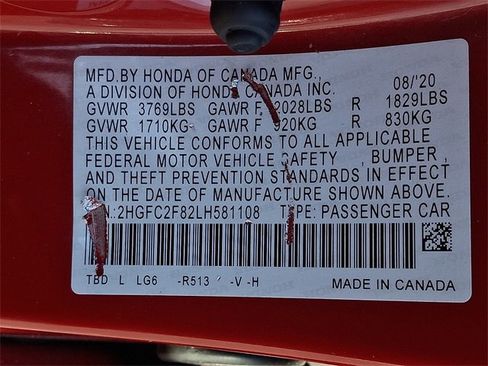 MFD.BY HONDA OF CANADA MFG.,
A DIVISION OF HONDA CANADA INC. 08/'20
GVWR 3769LBS GAWR F 2028LBS R 1829LBS
GVWR 1710KG GAWR F 920KG R 830KG
THIS VEHICLE CONFORMS TO ALL APPLICABLE
FEDERAL MOTOR VEHICLE SAFETY , BUMPER ,
AND THEFT PREVENTION STANDARDS IN EFFECT
ON THE DATE OF MANUFACTURE SHOWN ABOVE.
:2HGFC2F82LH581108 TYPE: PASSENGER CAR
TBD L LG6 -R513 -V -H MADE IN CANADA